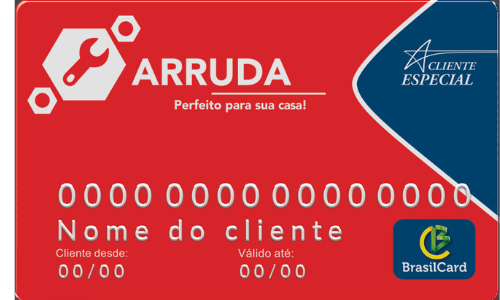 ARRUDA
Perfeito para sua casa!
CLIENTE
ESPECIAL
0000 0000 0000 0000
Nome do cliente
Cliente desde: Válido até:
00/00 00/00
BrasilCard